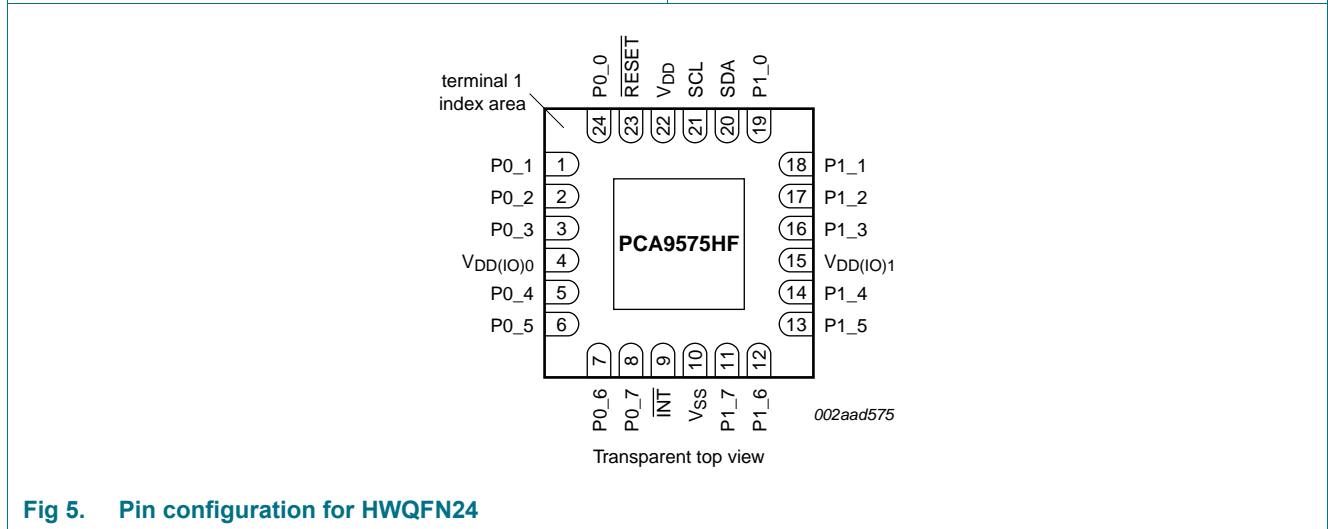 P0_0
RESET
VDD
SCL
SDA
P1_0
terminal 1
index area
24
23
22
21
20
19
P0_1 1
18 P1_1
P0_2 2
17 P1_2
P0_3 3
16 P1_3
PCA9575HF
VDD(IO)0 4
15 VDD(IO)1
P0_4 5
14 P1_4
P0_5 6
13 P1_5
7
8
9
10
11
12
P0_6
P0_7
INT
VSS
P1_7
P1_6
002aad575
Transparent top view
Fig 5. Pin configuration for HWQFN24